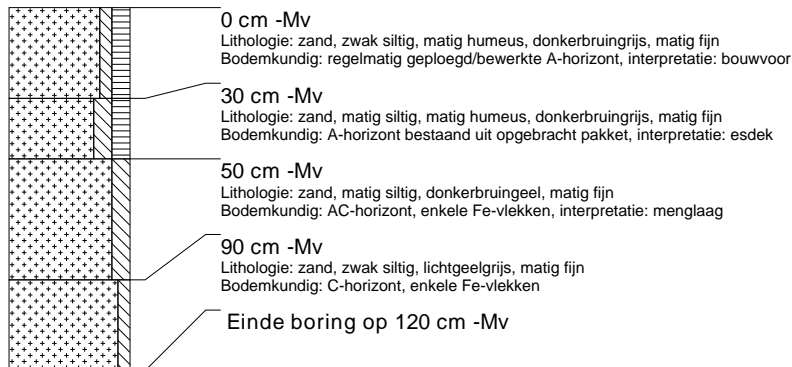 0 cm -Mv
Lithologie: zand, zwak siltig, matig humeus, donkerbruingrijs, matig fijn
Bodemkundig: regelmatig geploegd/bewerkte A-horizont, interpretatie: bouwvoor
30 cm -Mv
Lithologie: zand, matig siltig, matig humeus, donkerbruingrijs, matig fijn
Bodemkundig: A-horizont bestaand uit opgebracht pakket, interpretatie: esdek
50 cm -Mv
Lithologie: zand, matig siltig, donkerbruingeel, matig fijn
Bodemkundig: AC-horizont, enkele Fe-vlekken, interpretatie: menglaag
90 cm -Mv
Lithologie: zand, zwak siltig, lichtgeelgrijs, matig fijn
Bodemkundig: C-horizont, enkele Fe-vlekken
Einde boring op 120 cm -Mv